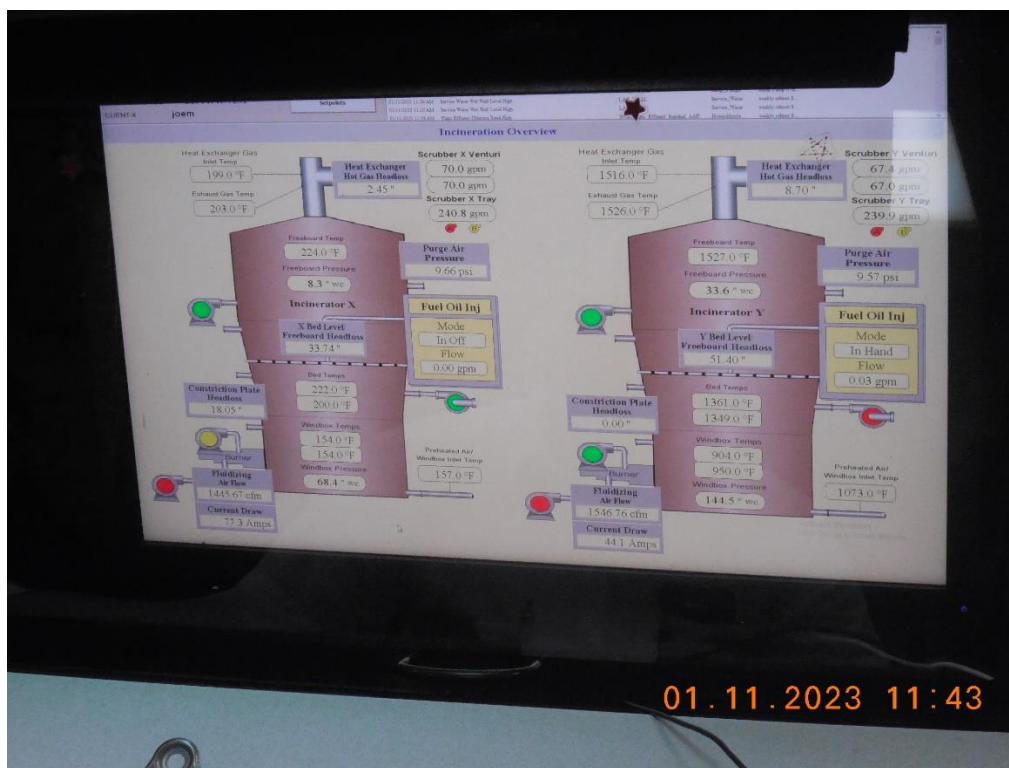 CLIENT-4
joem
Setpoints
Incineration Overview
Heat Exchanger Gas
Inlet Temp
199.0 °F
Exhaust Gas Temp
203.0 °F
Heat Exchanger
Hot Gas Headloss
2.45 "
Scrubber X Venturi
70.0 gpm
70.0 gpm
Scrubber X Tray
240.8 gpm
Freeboard Temp
224.0 °F
Freeboard Pressure
8.3 " wc
Purge Air
Pressure
9.66 psi
Incinerator X
X Bed Level/
Freeboard Headloss
33.74 "
Fuel Oil Inj
Mode
In Off
Flow
0.00 gpm
Bed Temps
222.0 °F
200.0 °F
Constriction Plate
Headloss
18.05 "
Windbox Temps
154.0 °F
154.0 °F
Burner
Windbox Pressure
68.4 " wc
Preheated Air/
Windbox Inlet Temp
157.0 °F
Fluidizing
Air Flow
1445.67 cfm
Current Draw
77.3 Amps
Heat Exchanger Gas
Inlet Temp
1516.0 °F
Exhaust Gas Temp
1526.0 °F
Heat Exchanger
Hot Gas Headloss
8.70 "
Scrubber Y Venturi
67.4 gpm
67.0 gpm
Scrubber Y Tray
239.9 gpm
Freeboard Temp
1527.0 °F
Freeboard Pressure
33.6 " wc
Purge Air
Pressure
9.57 psi
Incinerator Y
Y Bed Level/
Freeboard Headloss
51.40 "
Fuel Oil Inj
Mode
In Hand
Flow
0.03 gpm
Bed Temps
1361.0 °F
1349.0 °F
Constriction Plate
Headloss
0.00 "
Windbox Temps
904.0 °F
950.0 °F
Burner
Windbox Pressure
144.5 " wc
Preheated Air/
Windbox Inlet Temp
1073.0 °F
Fluidizing
Air Flow
1546.76 cfm
Current Draw
44.1 Amps
01.11.2023 11:43